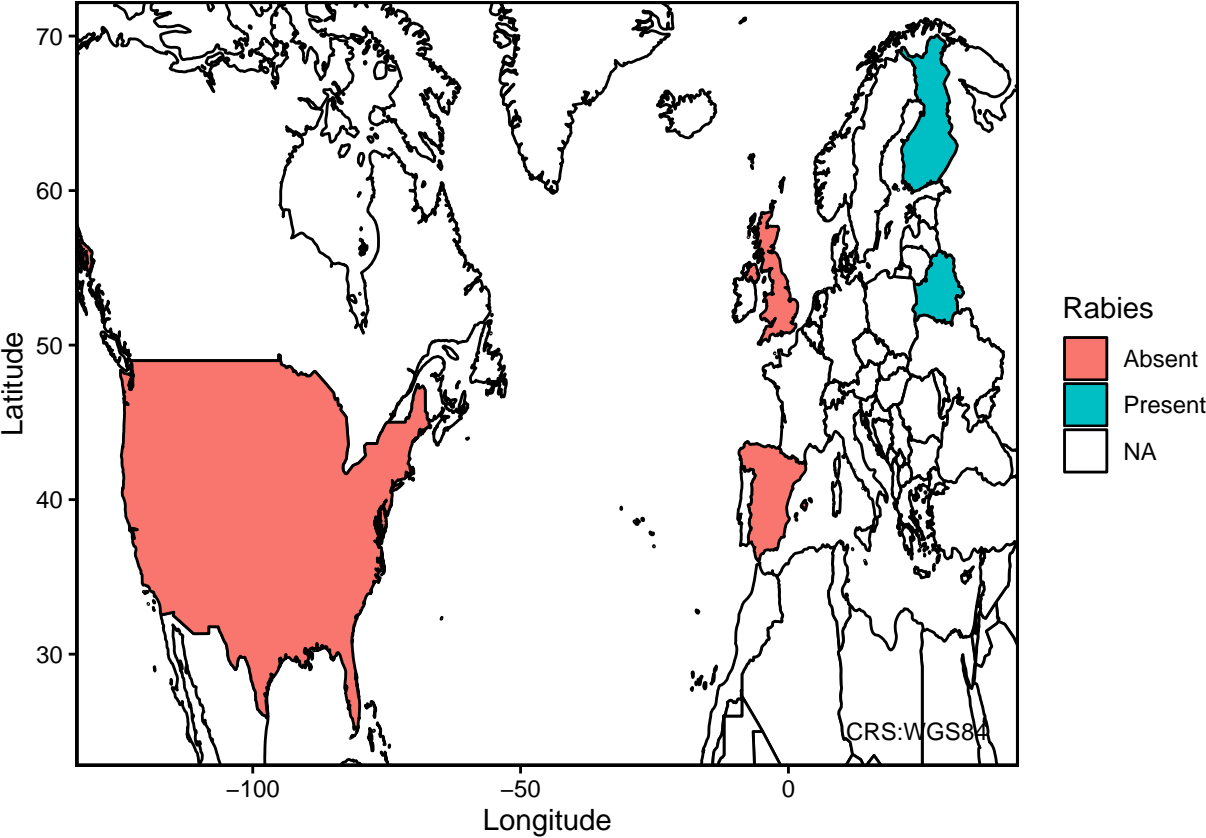 70
60
50
40
30
Latitude
−100
−50
0
Longitude
CRS:WGS84
Rabies
Absent
Present
NA